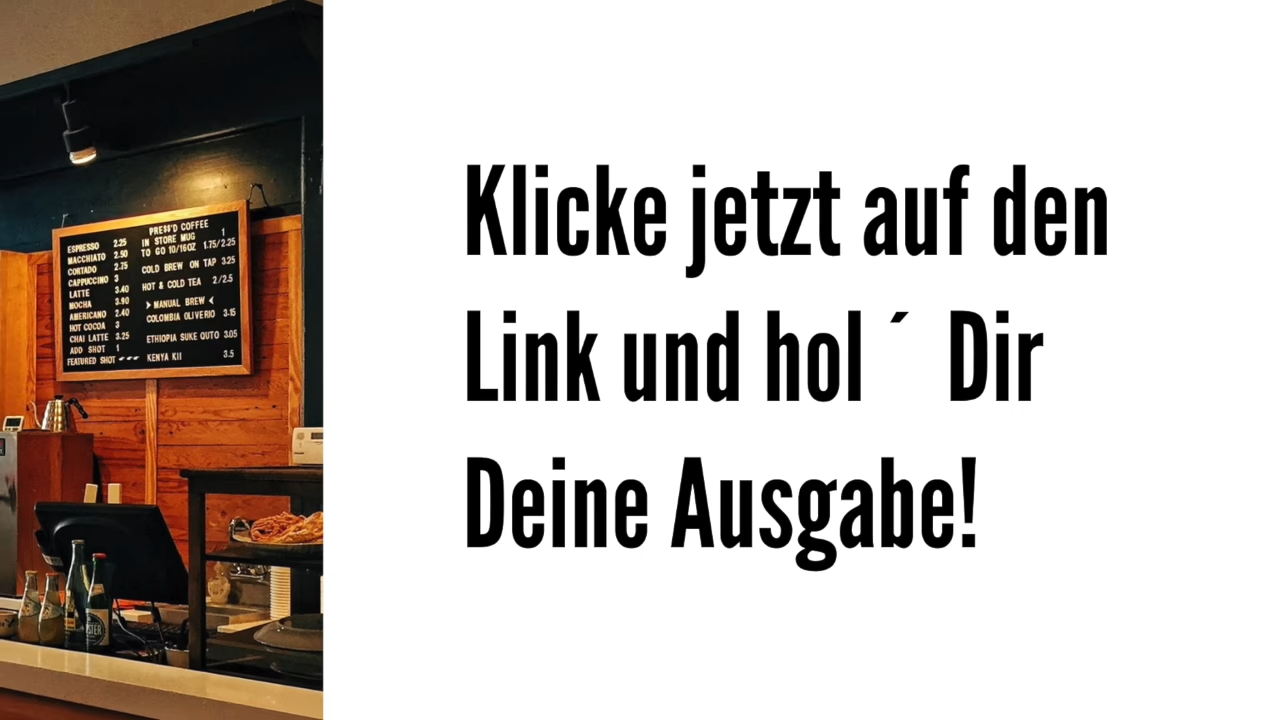 PRESS'D COFFEE
IN STORE MUG 1
TO GO 10/16OZ 1.75/2.25
COLD BREW ON TAP 3.25
HOT & COLD TEA 2/2.5
MANUAL BREW
COLOMBIA OLIVERIO 3.15
ETHIOPIA SUKE QUTO 3.05
KENYA KII 3.5
ESPRESSO 2.25
MACCHIATO 2.50
CORTADO 2.75
CAPPUCCINO 3
LATTE 3.40
MOCHA 3.90
AMERICANO 2.40
HOT COCOA 3
CHAI LATTE 3.25
ADD SHOT 1
FEATURED SHOT
Klicke jetzt auf den
Link und hol ´ Dir
Deine Ausgabe!